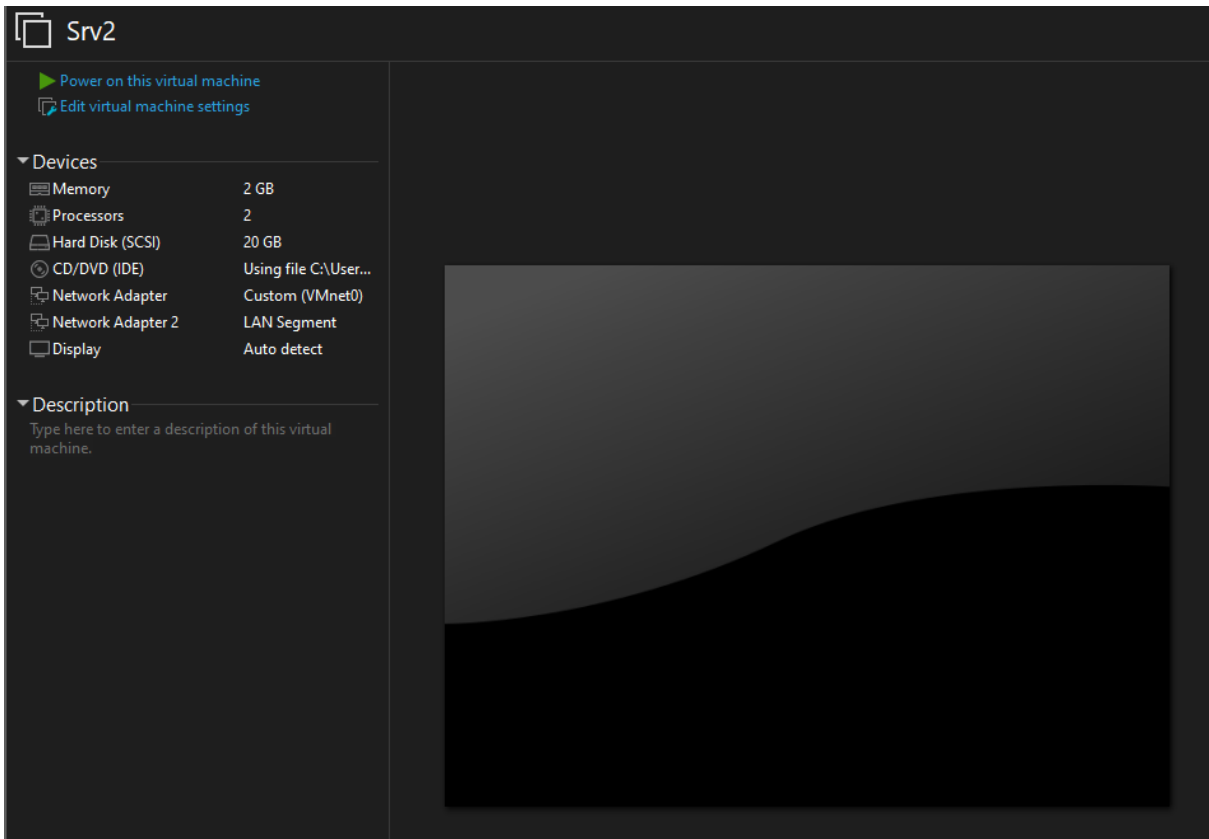 Srv2
Power on this virtual machine
Edit virtual machine settings
Devices
Memory 2 GB
Processors 2
Hard Disk (SCSI) 20 GB
CD/DVD (IDE) Using file C:\User...
Network Adapter Custom (VMnet0)
Network Adapter 2 LAN Segment
Display Auto detect
Description
Type here to enter a description of this virtual
machine.